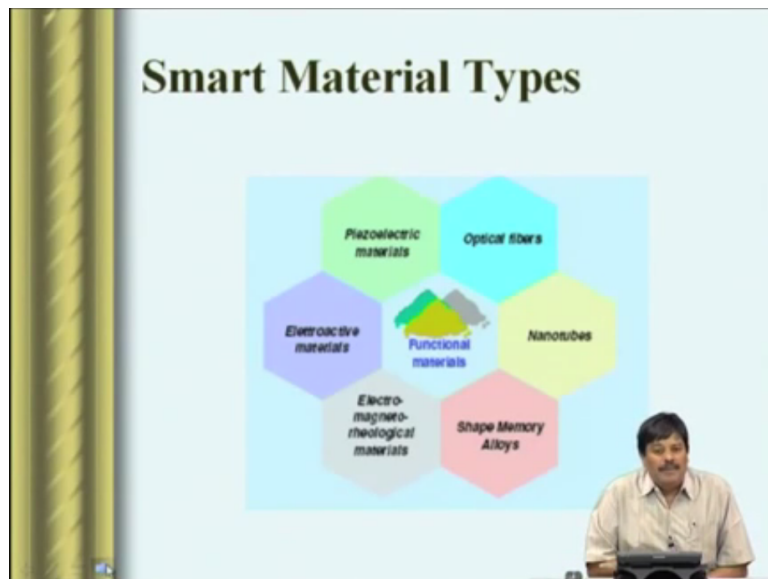 Smart Material Types
Piezoelectric
materials
Optical fibers
Elettroactive
materials
Functional
materials
Nanotubes
Electro-
magneto-
rheological
materials
Shape Memory
Alloys